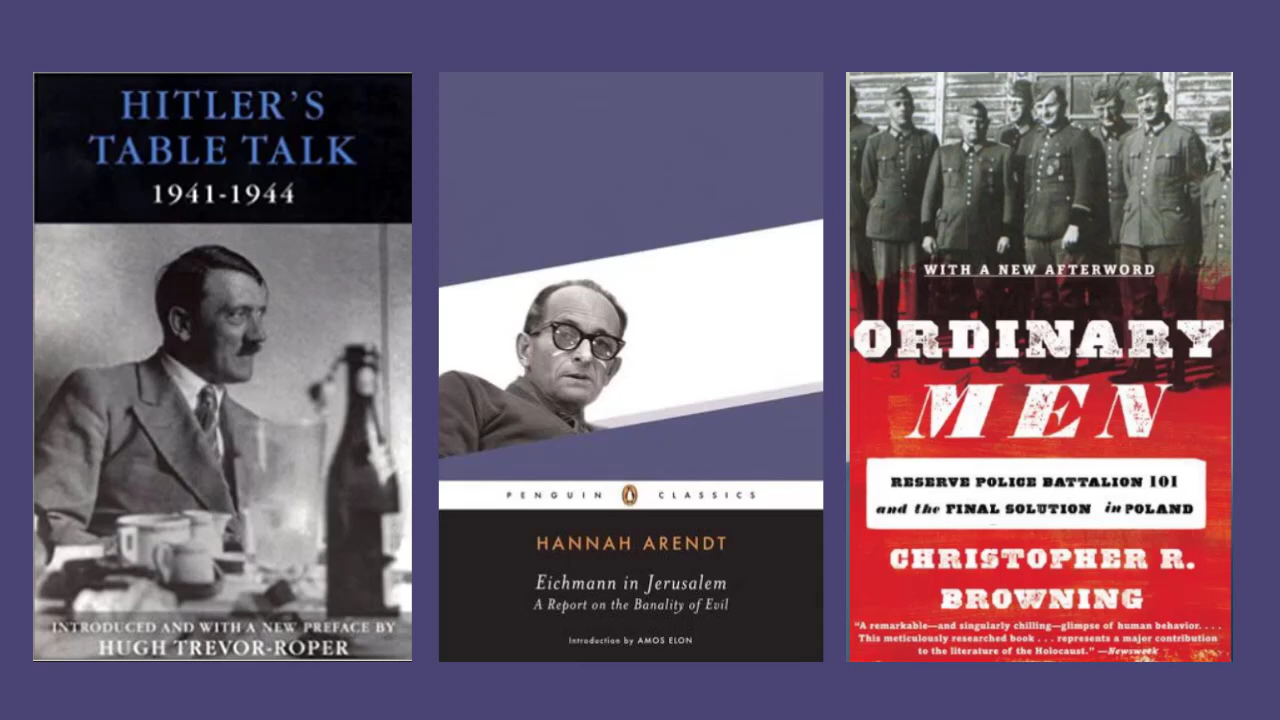 HITLER'S
TABLE TALK
1941-1944
INTRODUCED AND WITH A NEW PREFACE BY
HUGH TREVOR-ROPER
PENGUIN CLASSICS
HANNAH ARENDT
Eichmann in Jerusalem
A Report on the Banality of Evil
Introduction by AMOS ELON
WITH A NEW AFTERWORD
ORDINARY
MEN
RESERVE POLICE BATTALION 101
and the FINAL SOLUTION in POLAND
CHRISTOPHER R.
BROWNING
"A remarkable—and singularly chilling—glimpse of human behavior. . . .
This meticulously researched book . . . represents a major contribution
to the literature of the Holocaust." —Newsweek